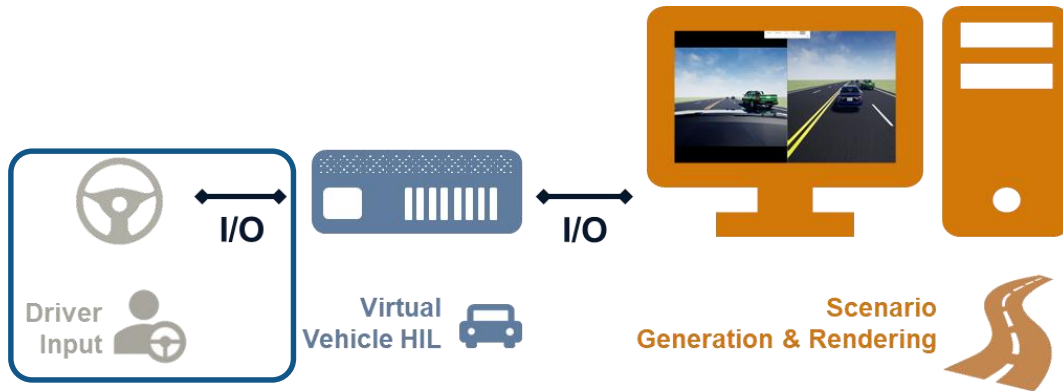 I/O
I/O
Driver
Input
Virtual
Vehicle HIL
Scenario
Generation & Rendering